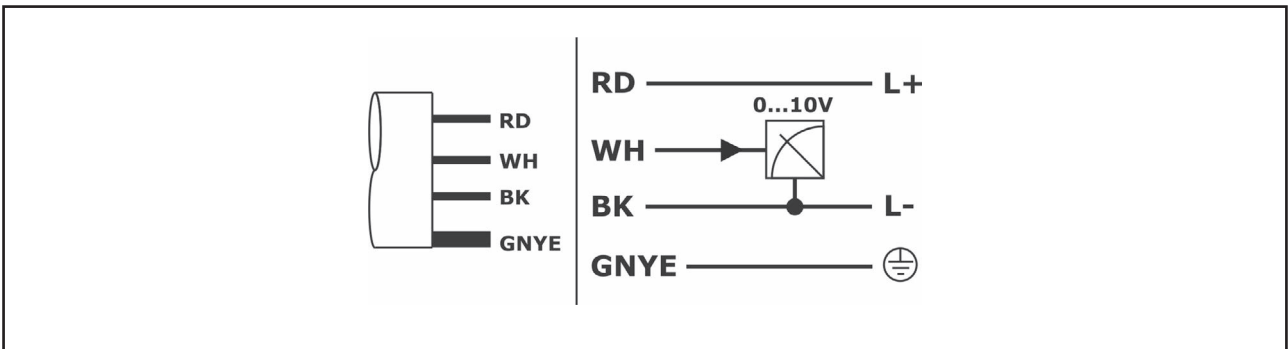 RD
WH
BK
GNYE
RD L+
0...10V
WH
BK L-
GNYE